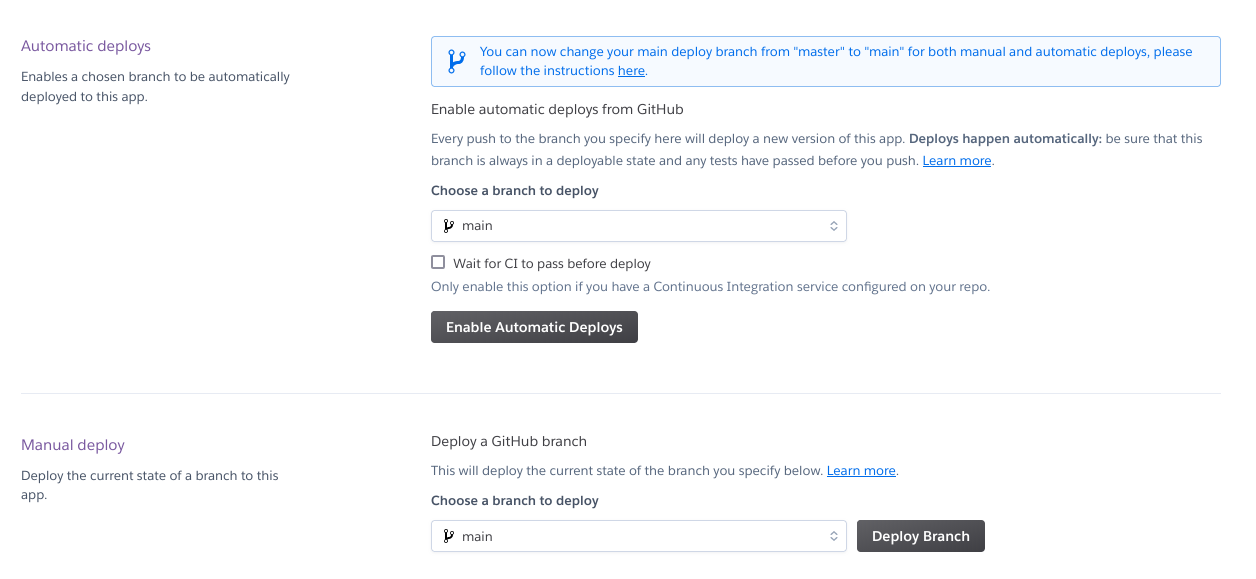 Automatic deploys
Enables a chosen branch to be automatically
deployed to this app.
You can now change your main deploy branch from "master" to "main" for both manual and automatic deploys, please
follow the instructions here.
Enable automatic deploys from GitHub
Every push to the branch you specify here will deploy a new version of this app. Deploys happen automatically: be sure that this
branch is always in a deployable state and any tests have passed before you push. Learn more.
Choose a branch to deploy
main
Wait for CI to pass before deploy
Only enable this option if you have a Continuous Integration service configured on your repo.
Enable Automatic Deploys
Manual deploy
Deploy the current state of a branch to this
app.
Deploy a GitHub branch
This will deploy the current state of the branch you specify below. Learn more.
Choose a branch to deploy
main
Deploy Branch